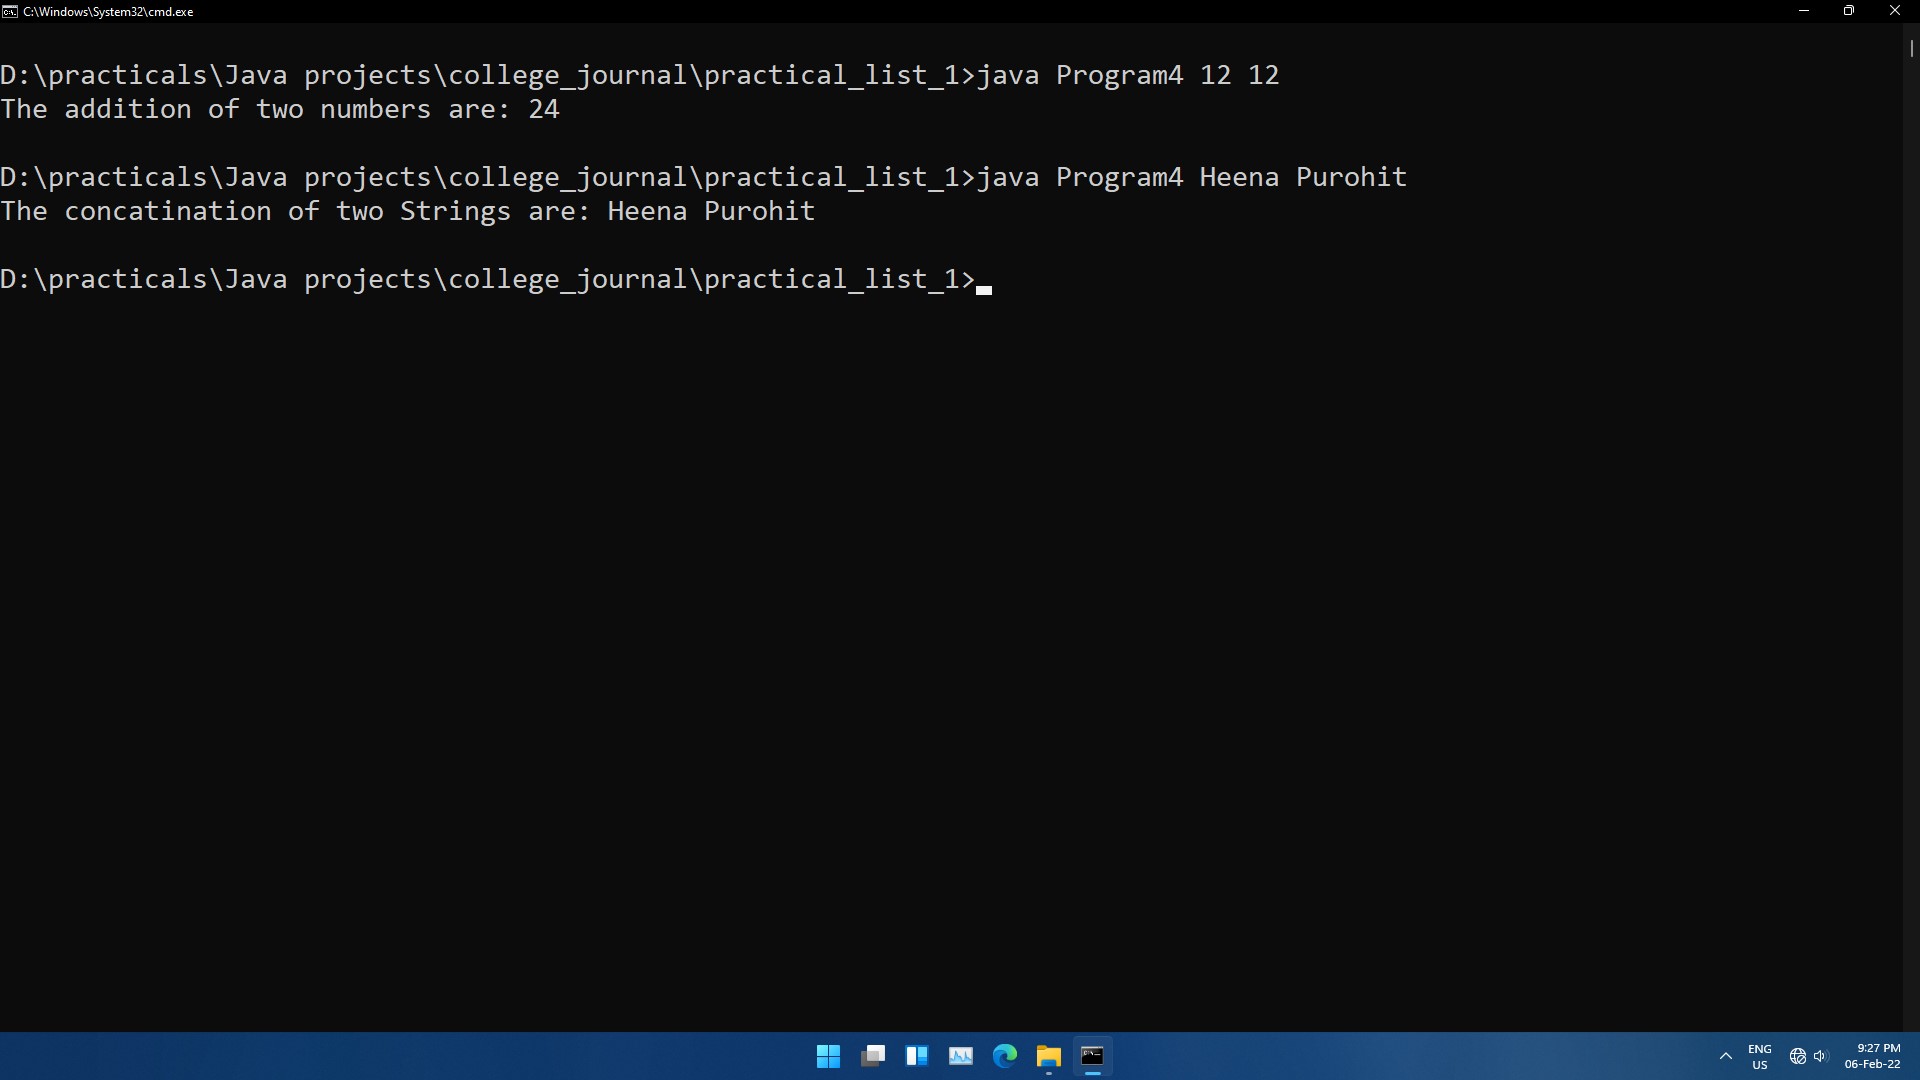 C:\Windows\System32\cmd.exe
D:\practicals\Java projects\college_journal\practical_list_1>java Program4 12 12
The addition of two numbers are: 24
D:\practicals\Java projects\college_journal\practical_list_1>java Program4 Heena Purohit
The concatination of two Strings are: Heena Purohit
D:\practicals\Java projects\college_journal\practical_list_1>
ENG
US
9:27 PM
06-Feb-22